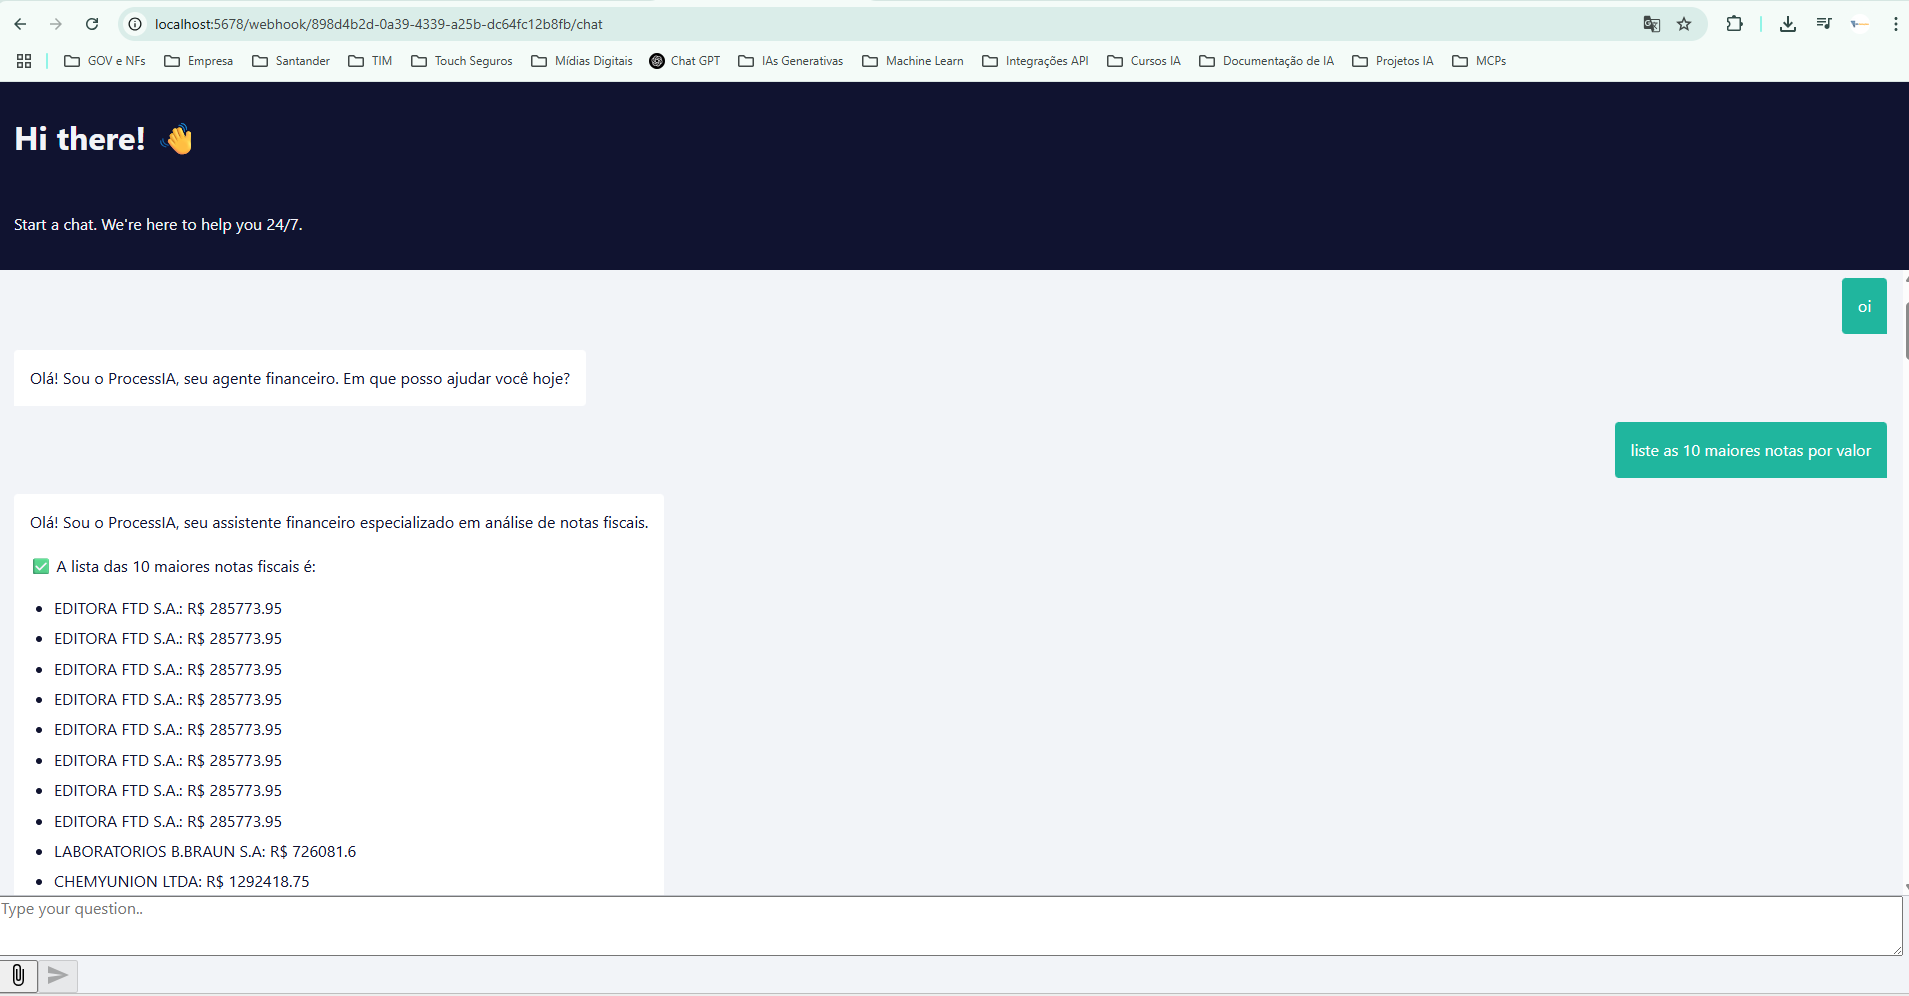 localhost:5678/webhook/898d4b2d-0a39-4339-a25b-dc64fc12b8fb/chat
GOV e NFs Empresa Santander TIM Touch Seguros Mídias Digitais Chat GPT IAs Generativas Machine Learn Integrações API Cursos IA Documentação de IA Projetos IA MCPs
Hi there! 👋
Start a chat. We're here to help you 24/7.
oi
Olá! Sou o ProcessIA, seu agente financeiro. Em que posso ajudar você hoje?
liste as 10 maiores notas por valor
Olá! Sou o ProcessIA, seu assistente financeiro especializado em análise de notas fiscais.
✅ A lista das 10 maiores notas fiscais é:
• EDITORA FTD S.A.: R$ 285773.95
• EDITORA FTD S.A.: R$ 285773.95
• EDITORA FTD S.A.: R$ 285773.95
• EDITORA FTD S.A.: R$ 285773.95
• EDITORA FTD S.A.: R$ 285773.95
• EDITORA FTD S.A.: R$ 285773.95
• EDITORA FTD S.A.: R$ 285773.95
• EDITORA FTD S.A.: R$ 285773.95
• LABORATORIOS B.BRAUN S.A: R$ 726081.6
• CHEMYUNION LTDA: R$ 1292418.75
Type your question..